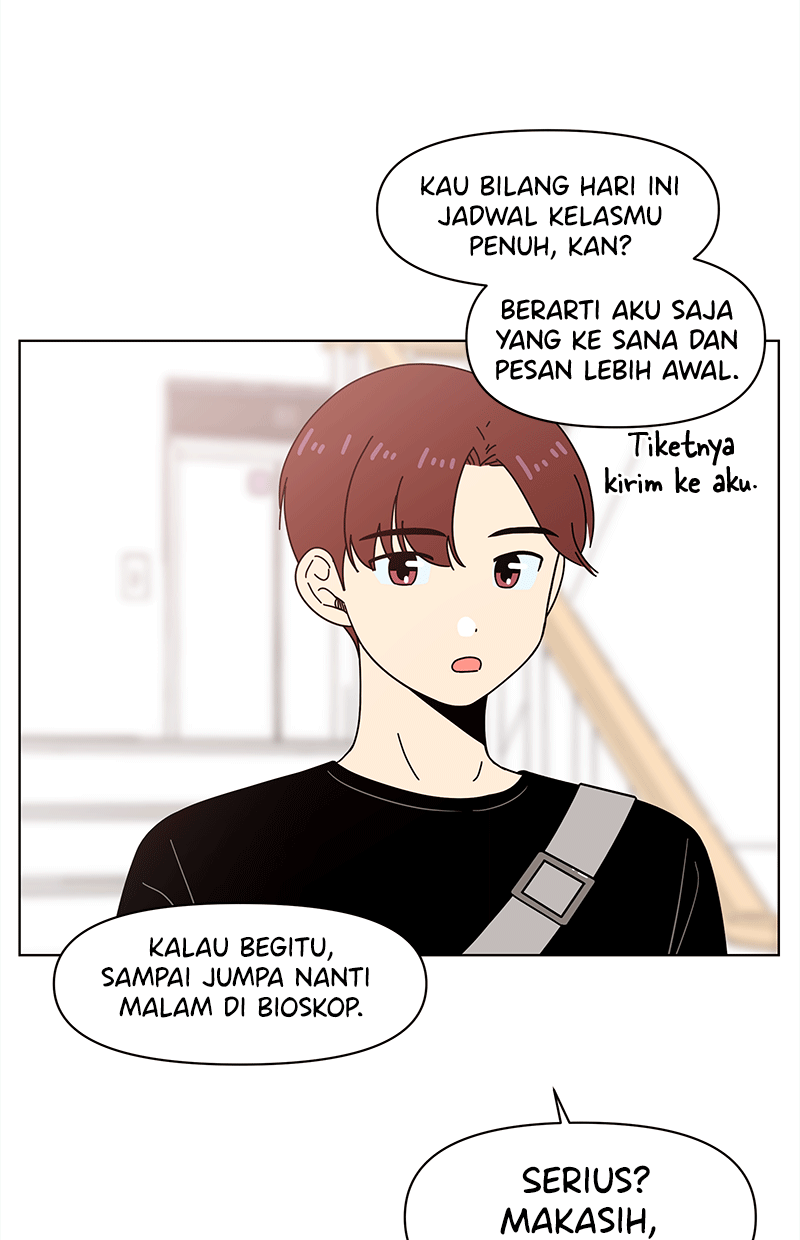 KAU BILANG HARI INI
JADWAL KELASMU
PENUH, KAN?
BERARTI AKU SAJA
YANG KE SANA DAN
PESAN LEBIH AWAL.
Tiketnya
kirim ke aku.
KALAU BEGITU,
SAMPAI JUMPA NANTI
MALAM DI BIOSKOP.
SERIUS?
MAKASIH,